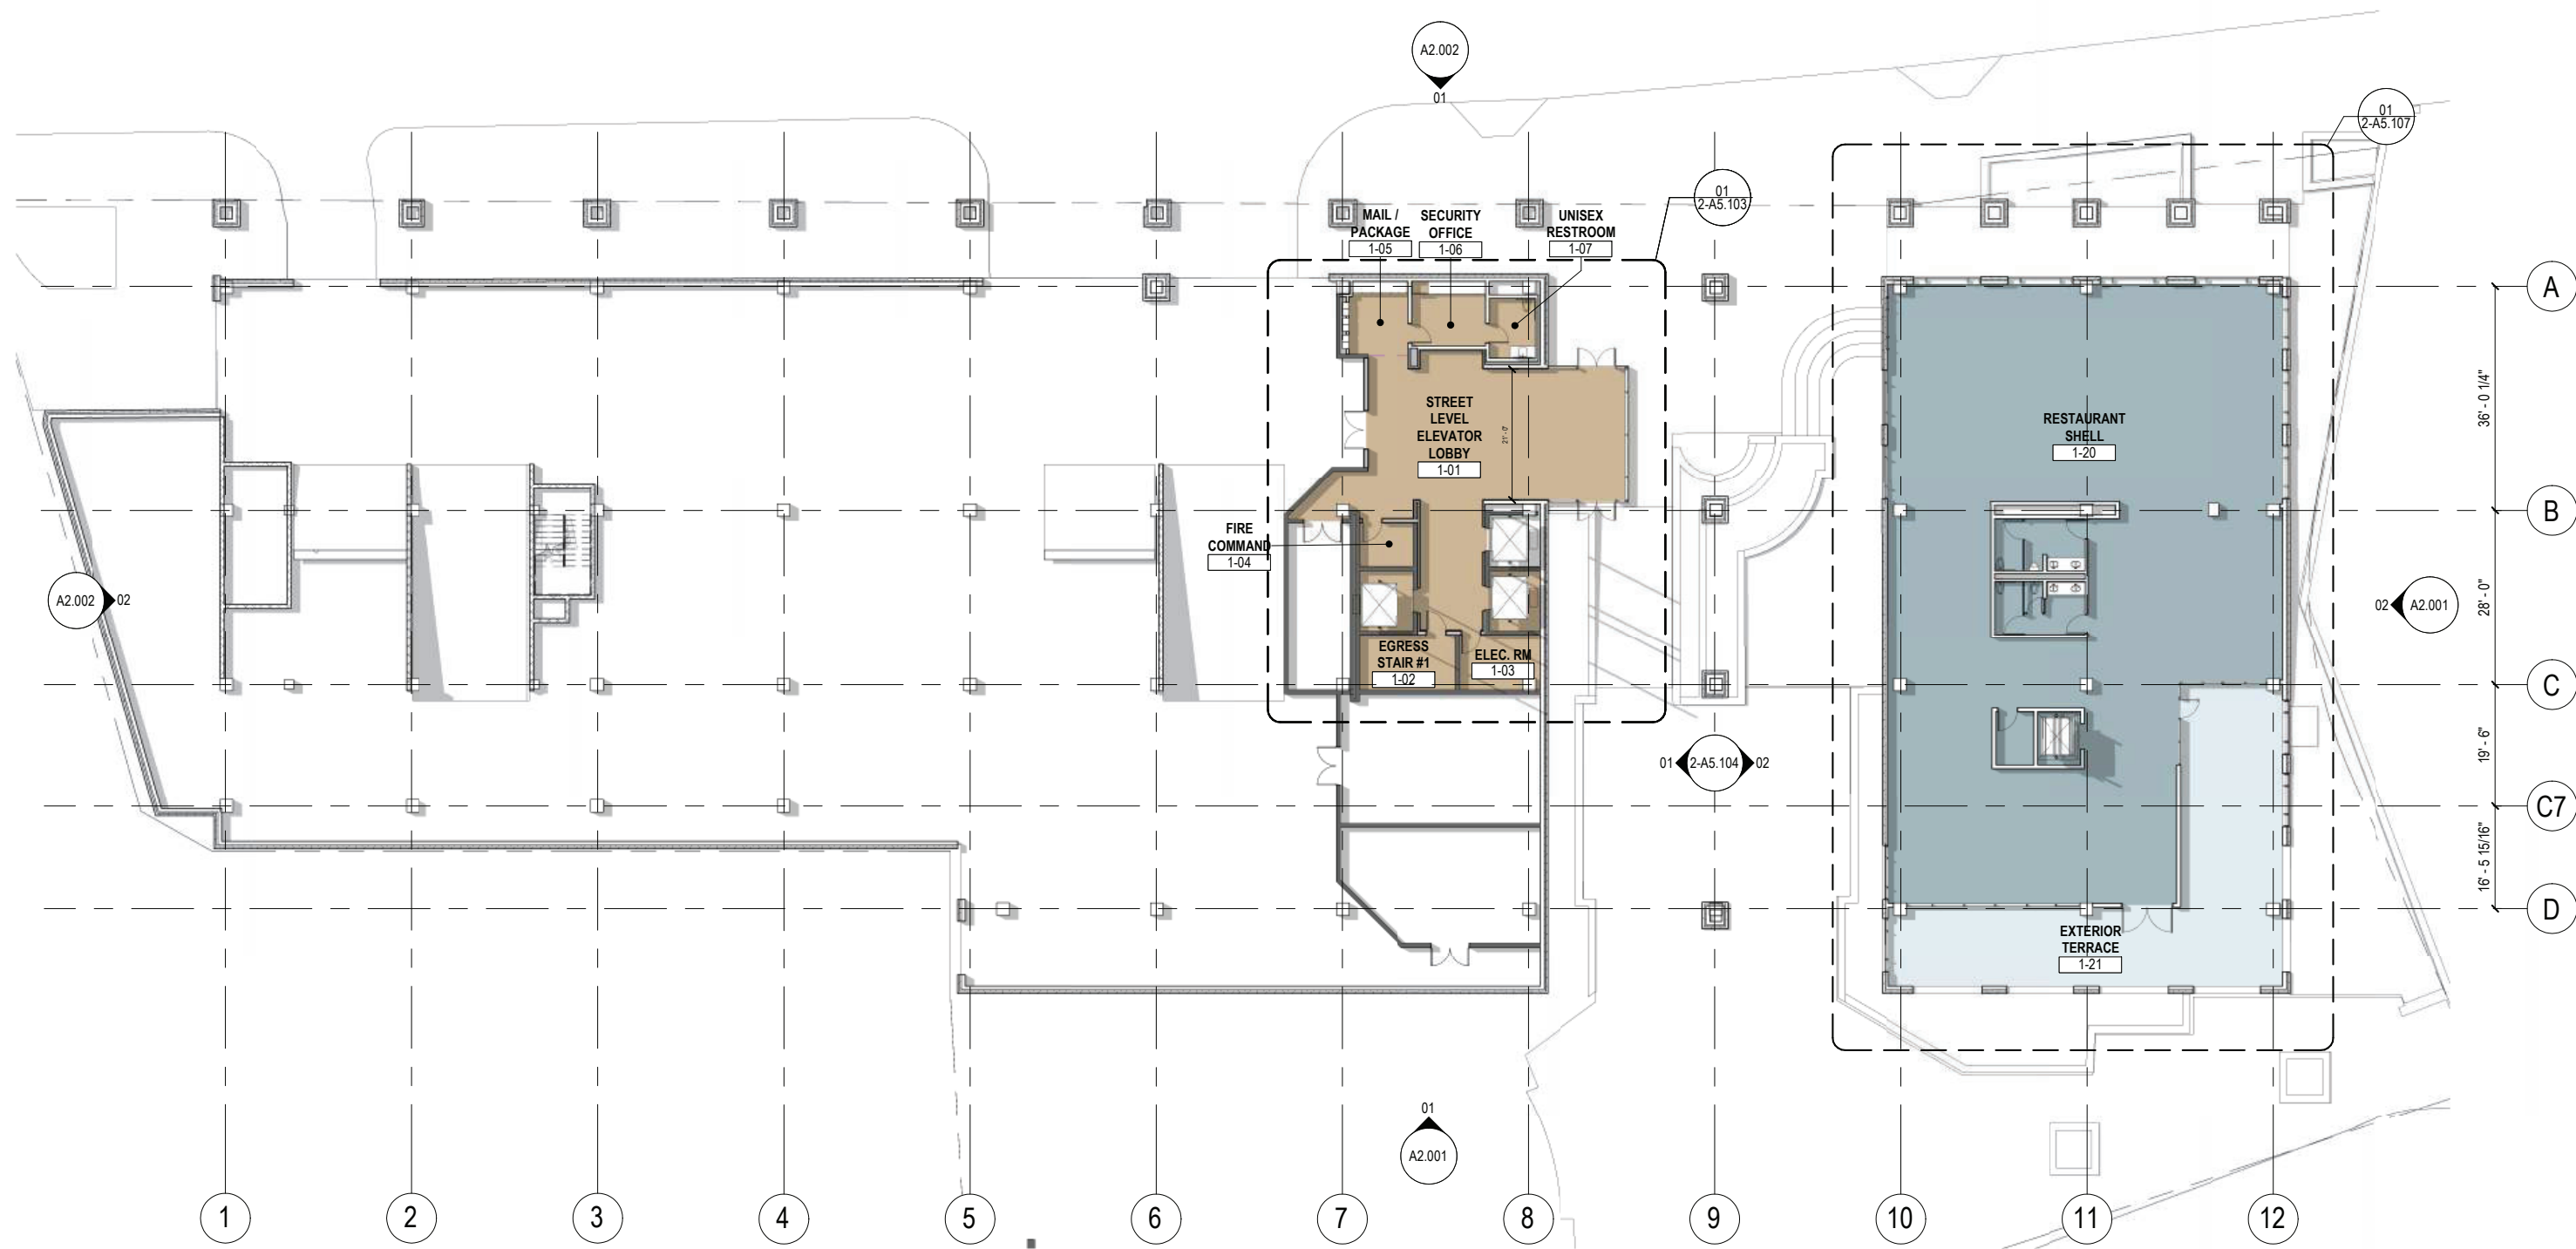 A2.002
01
01
2-A5.107
01
2-A5.103
MAIL /
PACKAGE
1-05
SECURITY
OFFICE
1-06
UNISEX
RESTROOM
1-07
A
36' - 0 1/4"
STREET
LEVEL
ELEVATOR
LOBBY
1-01
21' - 0"
RESTAURANT
SHELL
1-20
B
FIRE
COMMAND
1-04
A2.002
02
28' - 0"
02
A2.001
EGRESS
STAIR #1
1-02
ELEC. RM
1-03
C
19' - 6"
01
2-A5.104
02
C7
16' - 5 15/16"
D
EXTERIOR
TERRACE
1-21
01
A2.001
1
2
3
4
5
6
7
8
9
10
11
12